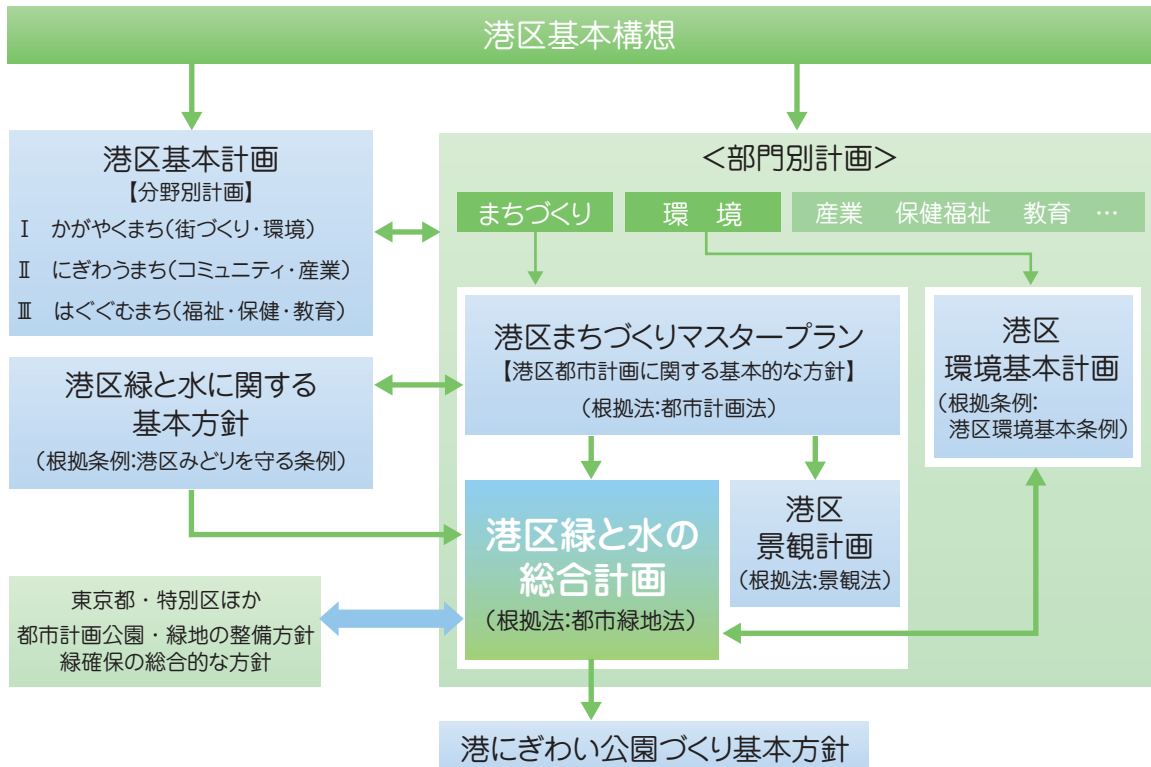 港区基本構想
港区基本計画
【分野別計画】
Ⅰ かがやくまち(街づくり・環境)
Ⅱ にぎわうまち(コミュニティ・産業)
Ⅲ はぐくむまち(福祉・保健・教育)
港区緑と水に関する
基本方針
(根拠条例:港区みどりを守る条例)
東京都・特別区ほか
都市計画公園・緑地の整備方針
緑確保の総合的な方針
<部門別計画>
まちづくり
環 境
産業 保健福祉 教育 …
港区まちづくりマスタープラン
【港区都市計画に関する基本的な方針】
(根拠法:都市計画法)
港区
環境基本計画
(根拠条例:
港区環境基本条例)
港区緑と水の
総合計画
(根拠法:都市緑地法)
港区
景観計画
(根拠法:景観法)
港にぎわい公園づくり基本方針